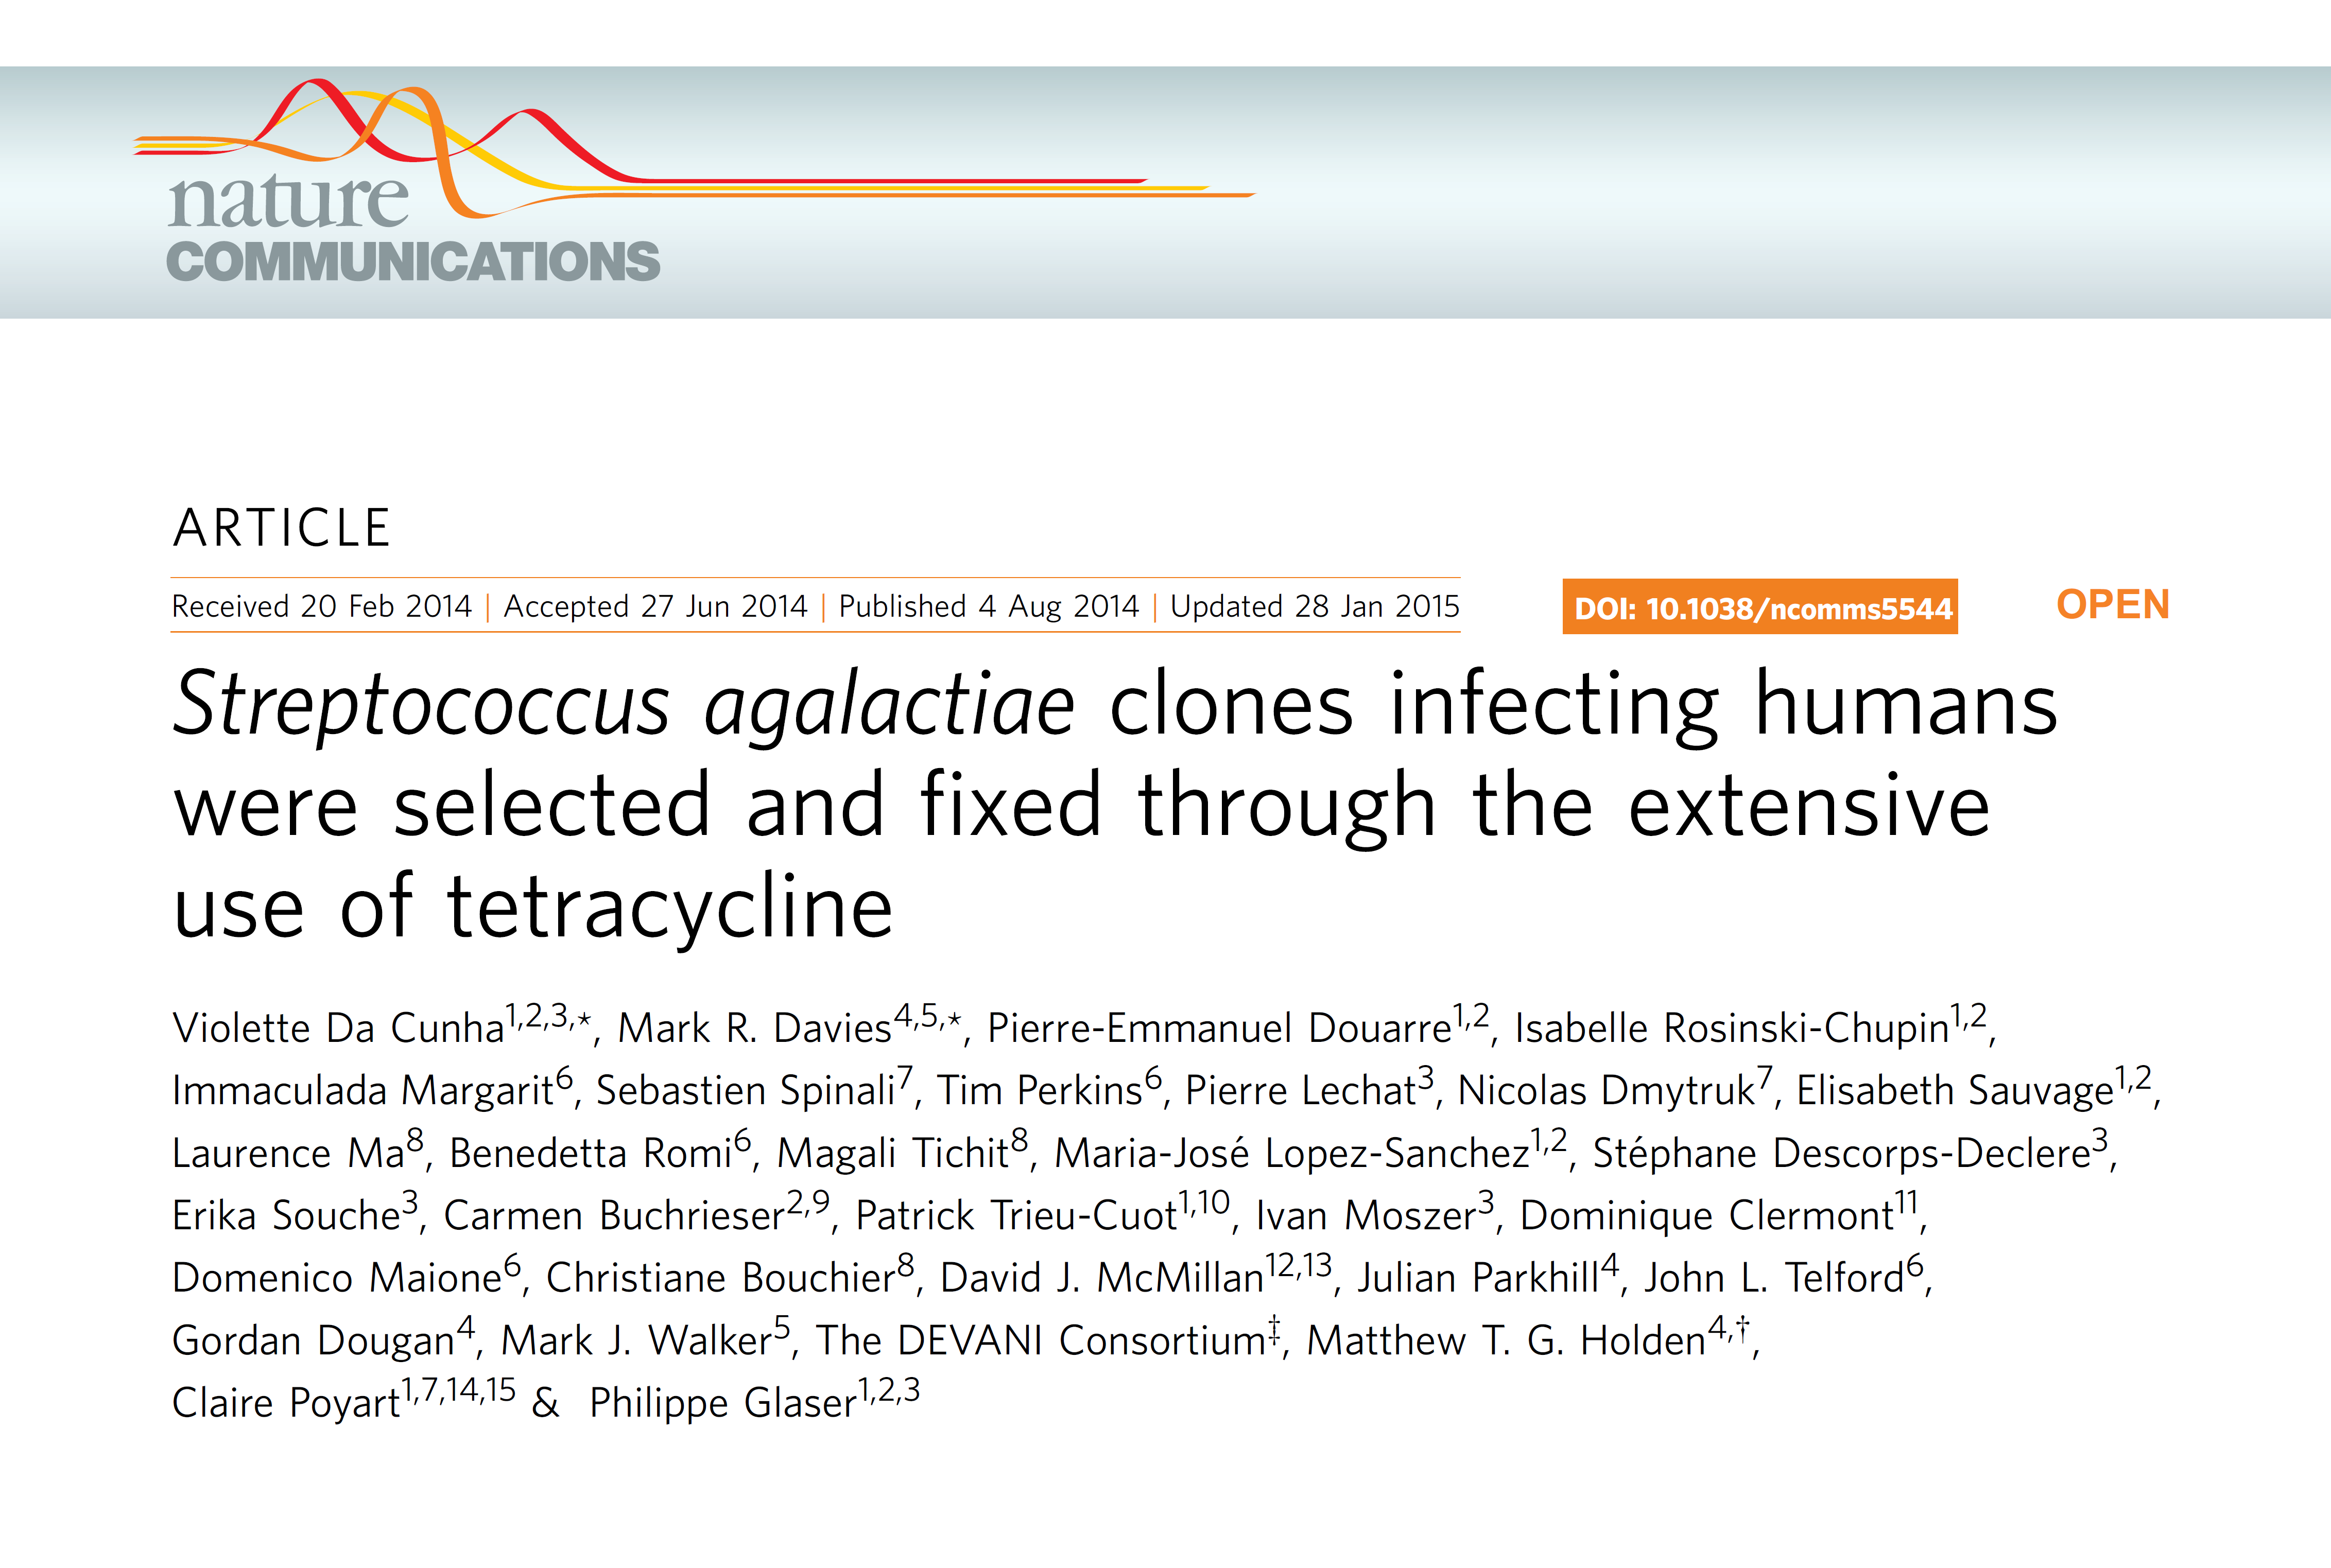 nature
COMMUNICATIONS
ARTICLE
Received 20 Feb 2014 | Accepted 27 Jun 2014 | Published 4 Aug 2014 | Updated 28 Jan 2015
DOI: 10.1038/ncomms5544
OPEN
Streptococcus agalactiae clones infecting humans
were selected and fixed through the extensive
use of tetracycline
Violette Da Cunha1,2,3,*, Mark R. Davies4,5,*, Pierre-Emmanuel Douarre1,2, Isabelle Rosinski-Chupin1,2,
Immaculada Margarit6, Sebastien Spinali7, Tim Perkins6, Pierre Lechat3, Nicolas Dmytruk7, Elisabeth Sauvage1,2,
Laurence Ma8, Benedetta Romi6, Magali Tichit8, Maria-José Lopez-Sanchez1,2, Stéphane Descorps-Declere3,
Erika Souche3, Carmen Buchrieser2,9, Patrick Trieu-Cuot1,10, Ivan Moszer3, Dominique Clermont11,
Domenico Maione6, Christiane Bouchier8, David J. McMillan12,13, Julian Parkhill4, John L. Telford6,
Gordan Dougan4, Mark J. Walker5, The DEVANI Consortium‡, Matthew T. G. Holden4,†,
Claire Poyart1,7,14,15 & Philippe Glaser1,2,3